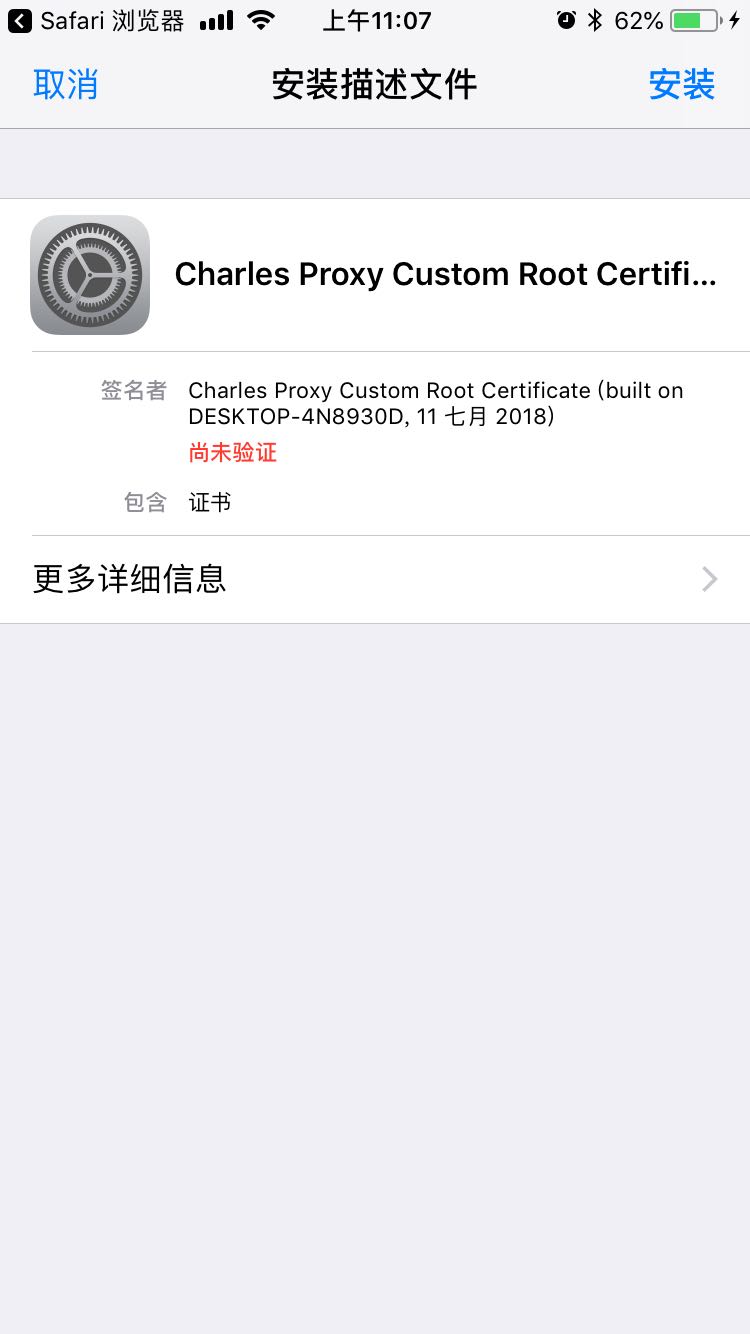 Safari 浏览器 上午11:07 62%
取消 安装描述文件 安装
Charles Proxy Custom Root Certifi...
签名者 Charles Proxy Custom Root Certificate (built on
DESKTOP-4N8930D, 11 七月 2018)
尚未验证
包含 证书
更多详细信息